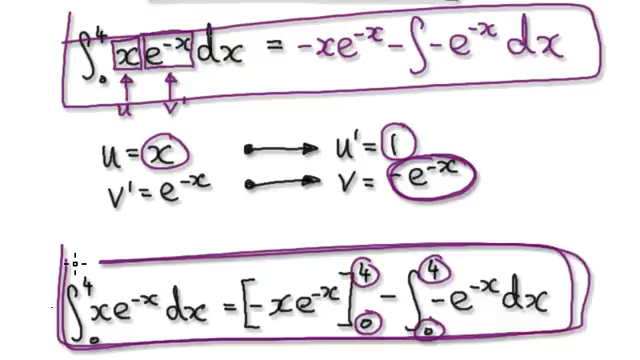 ∫₀⁴ x e⁻ˣ dx = -xe⁻ˣ - ∫ -e⁻ˣ dx
u v'
u = x u' = 1
v' = e⁻ˣ v = -e⁻ˣ
∫₀⁴ xe⁻ˣ dx = [-xe⁻ˣ]₀⁴ - ∫₀⁴ -e⁻ˣ dx